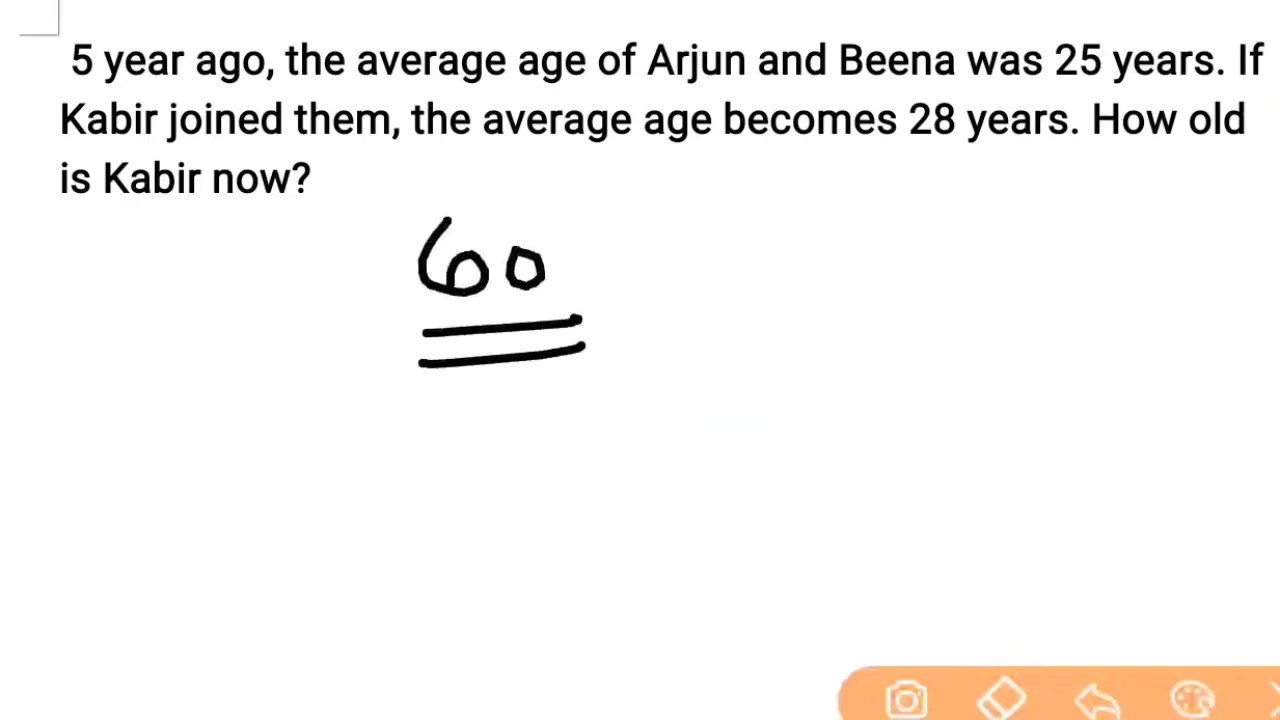 5 year ago, the average age of Arjun and Beena was 25 years. If
Kabir joined them, the average age becomes 28 years. How old
is Kabir now?
60